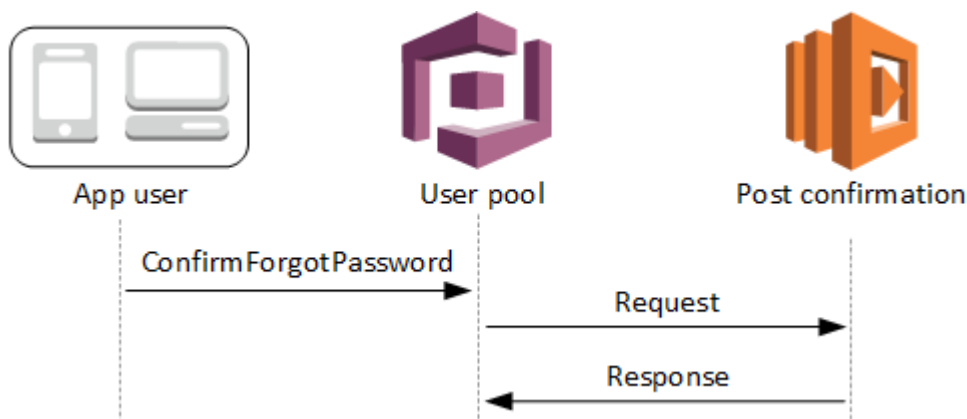 App user
User pool
Post confirmation
ConfirmForgotPassword
Request
Response